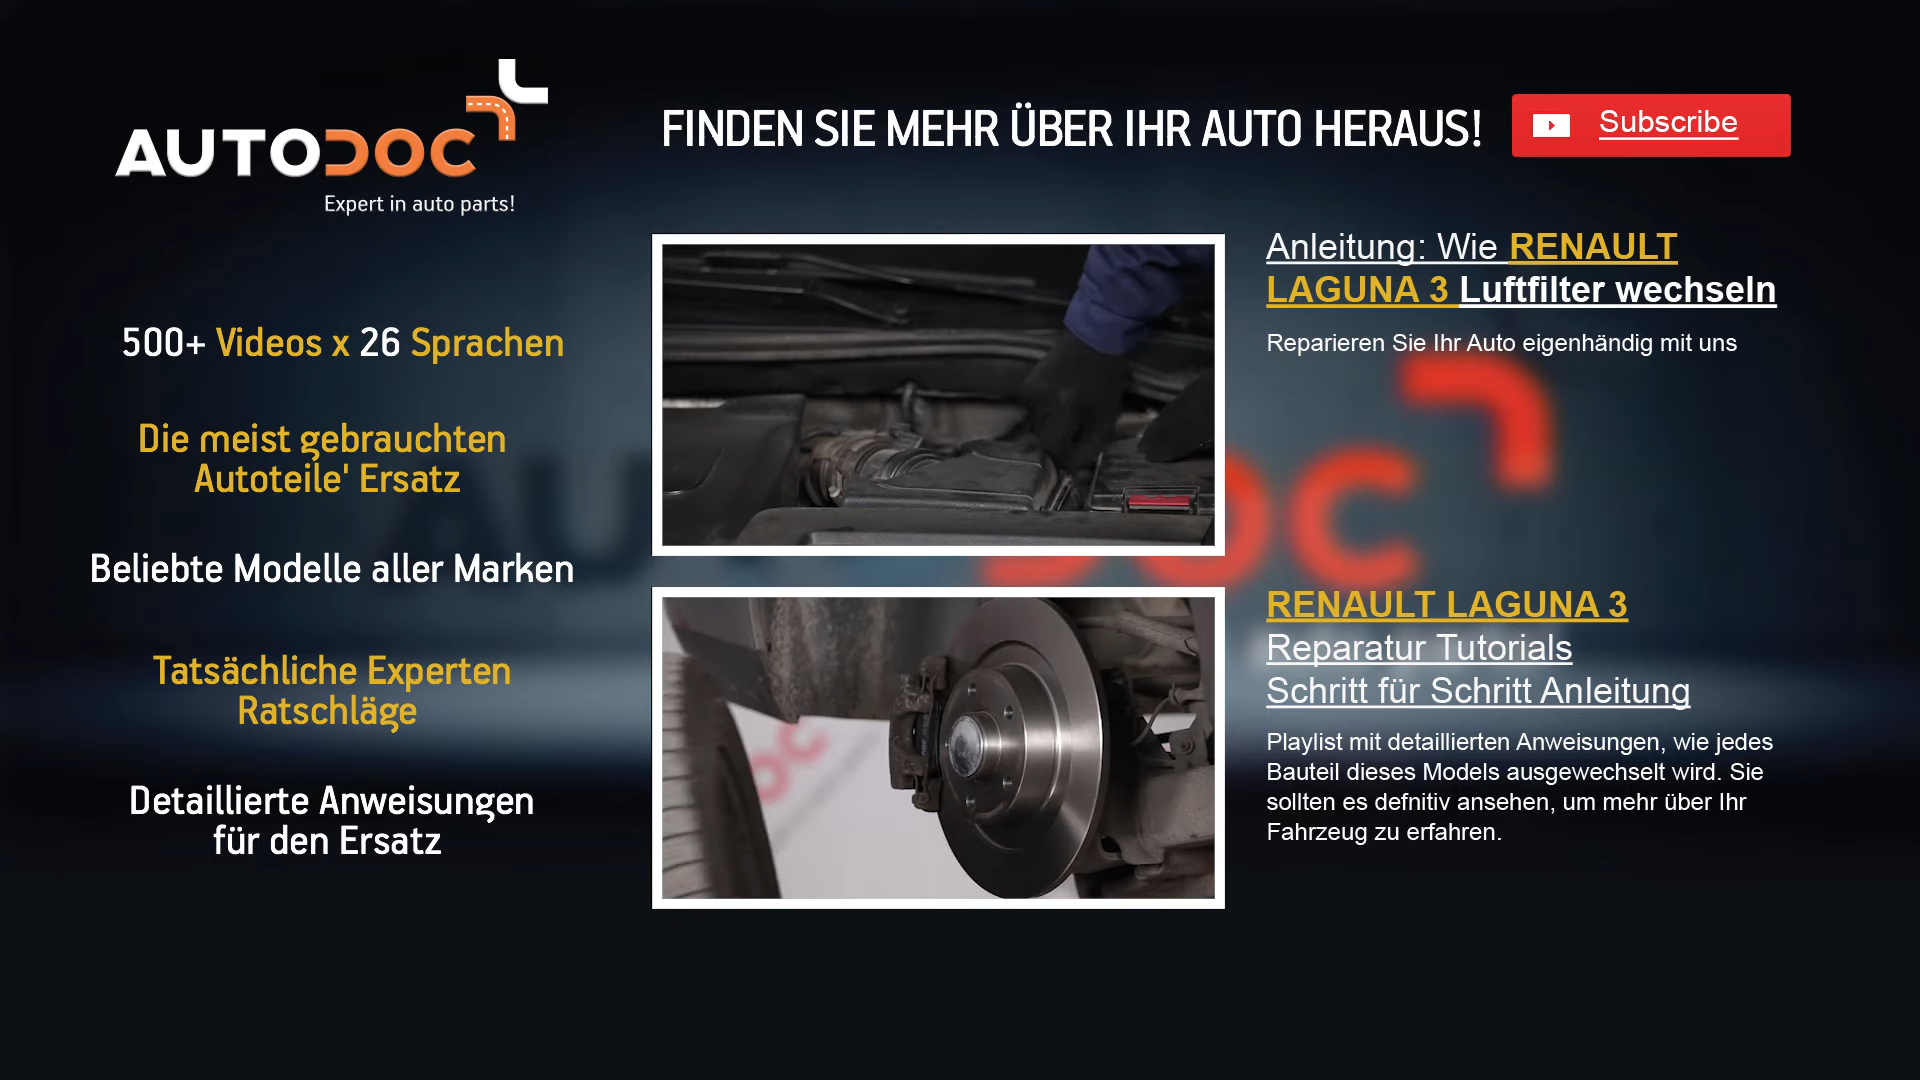 AUTODOC
Expert in auto parts!
FINDEN SIE MEHR ÜBER IHR AUTO HERAUS!
Subscribe
500+ Videos x 26 Sprachen
Die meist gebrauchten
Autoteile' Ersatz
Beliebte Modelle aller Marken
Tatsächliche Experten
Ratschläge
Detaillierte Anweisungen
für den Ersatz
Anleitung: Wie RENAULT
LAGUNA 3 Luftfilter wechseln
Reparieren Sie Ihr Auto eigenhändig mit uns
RENAULT LAGUNA 3
Reparatur Tutorials
Schritt für Schritt Anleitung
Playlist mit detaillierten Anweisungen, wie jedes
Bauteil dieses Models ausgewechselt wird. Sie
sollten es defnitiv ansehen, um mehr über Ihr
Fahrzeug zu erfahren.